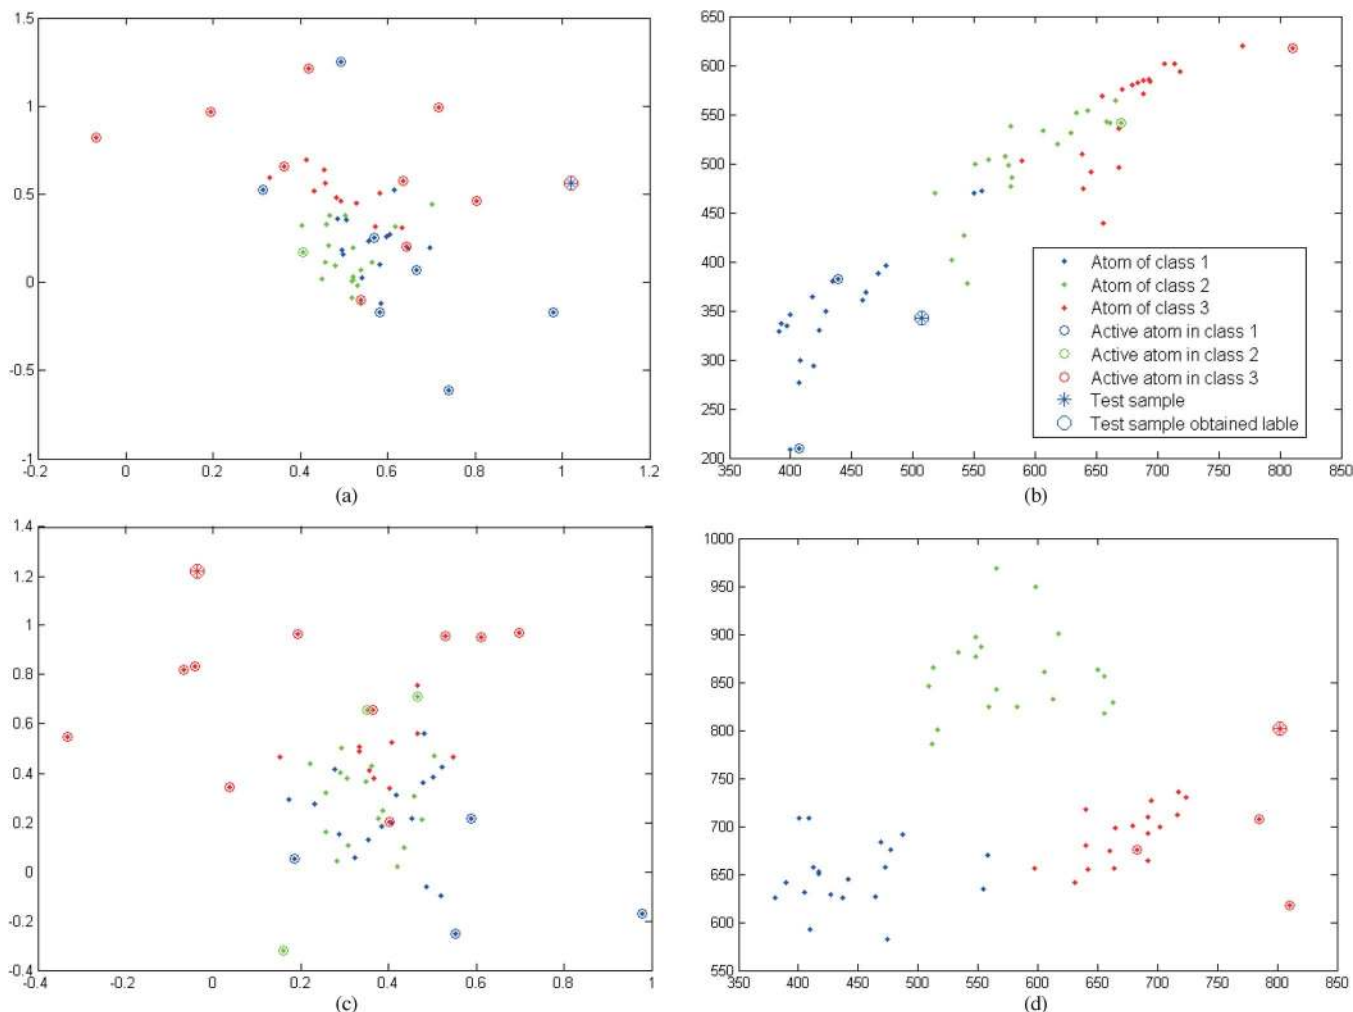 1.5
1
0.5
0
-0.5
-1
-0.2 0 0.2 0.4 0.6 0.8 1 1.2
(a)
650
600
550
500
450
400
350
300
250
200
350 400 450 500 550 600 650 700 750 800 850
Atom of class 1
Atom of class 2
Atom of class 3
Active atom in class 1
Active atom in class 2
Active atom in class 3
Test sample
Test sample obtained lable
(b)
1.4
1.2
1
0.8
0.6
0.4
0.2
0
-0.2
-0.4
-0.4 -0.2 0 0.2 0.4 0.6 0.8 1
(c)
1000
950
900
850
800
750
700
650
600
550
350 400 450 500 550 600 650 700 750 800 850
(d)